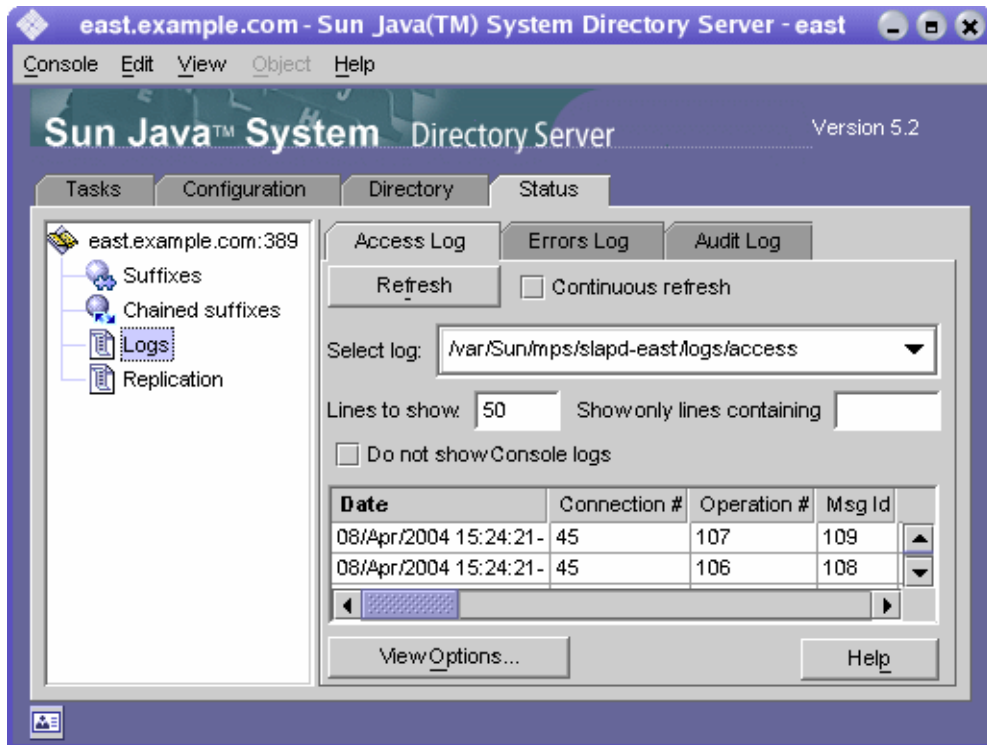 east.example.com - Sun Java(TM) System Directory Server - east
Console Edit View Object Help
Sun Java™ System Directory Server Version 5.2
Tasks Configuration Directory Status
east.example.com:389
Suffixes
Chained suffixes
Logs
Replication
Access Log Errors Log Audit Log
Refresh Continuous refresh
Select log: /var/Sun/mps/slapd-east/logs/access
Lines to show: 50 Show only lines containing
Do not show Console logs
Date Connection # Operation # Msg Id
08/Apr/2004 15:24:21- 45 107 109
08/Apr/2004 15:24:21- 45 106 108
View Options... Help